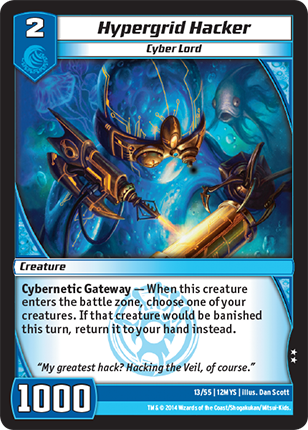 2
Hypergrid Hacker
Cyber Lord
Creature
Cybernetic Gateway — When this creature
enters the battle zone, choose one of your
creatures. If that creature would be banished
this turn, return it to your hand instead.
“My greatest hack? Hacking the Veil, of course.”
1000
13/55 | 12MYS | illus. Dan Scott
TM & © 2014 Wizards of the Coast/Shogakukan/Mitsui-Kids.